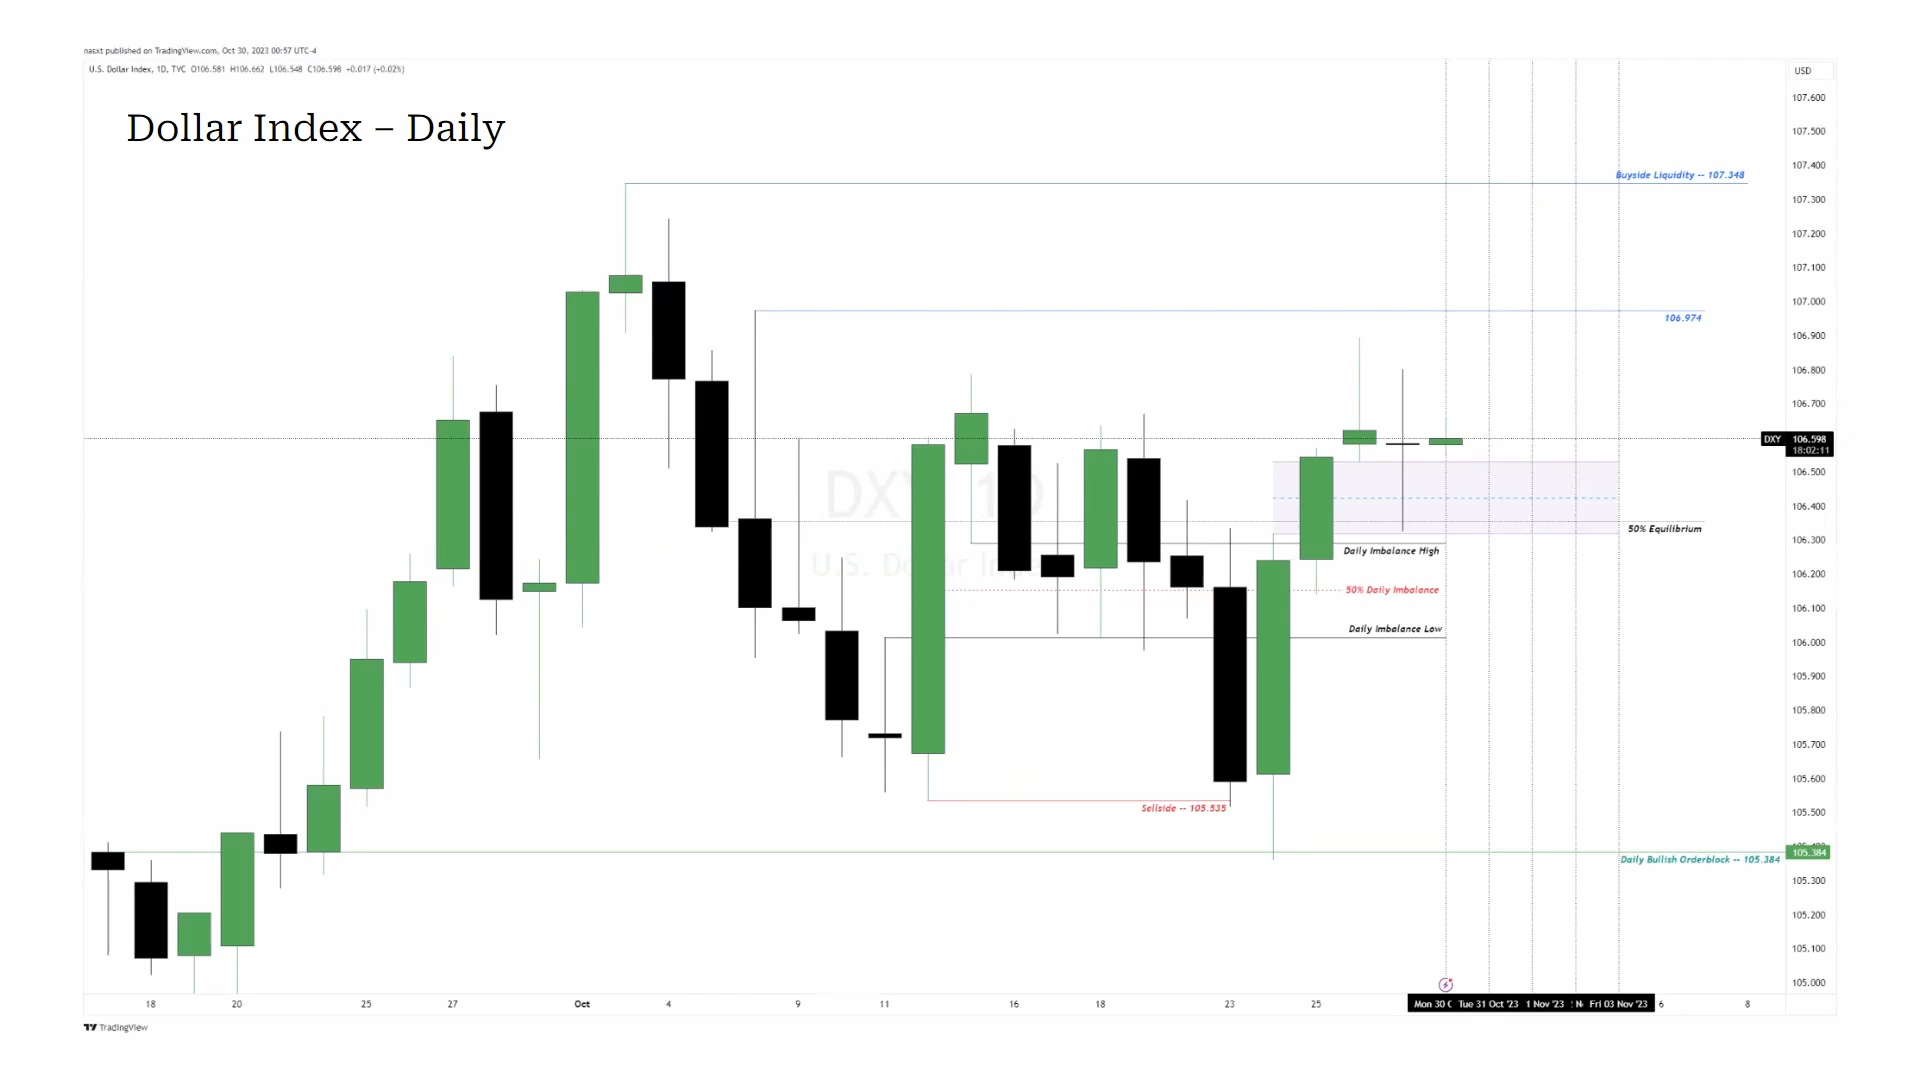 nasxt published on TradingView.com, Oct 30, 2023 00:57 UTC-4
U.S. Dollar Index, 1D, TVC O106.581 H106.662 L106.548 C106.598 +0.017 (+0.02%)
USD
Dollar Index – Daily
107.600
107.500
107.400
Buyside Liquidity -- 107.348
107.300
107.200
107.100
107.000
106.974
106.900
106.800
106.700
DXY 106.598
18:02:11
106.500
106.400
50% Equilibrium
106.300
Daily Imbalance High
106.200
50% Daily Imbalance
106.100
Daily Imbalance Low
106.000
105.900
105.800
105.700
105.600
Sellside -- 105.535
105.500
105.384
Daily Bullish Orderblock -- 105.384
105.300
105.200
105.100
105.000
18 20 25 27 Oct 4 9 11 16 18 23 25 Mon 30 Tue 31 Oct '23 1 Nov '23 Fri 03 Nov '23 6 8
TradingView